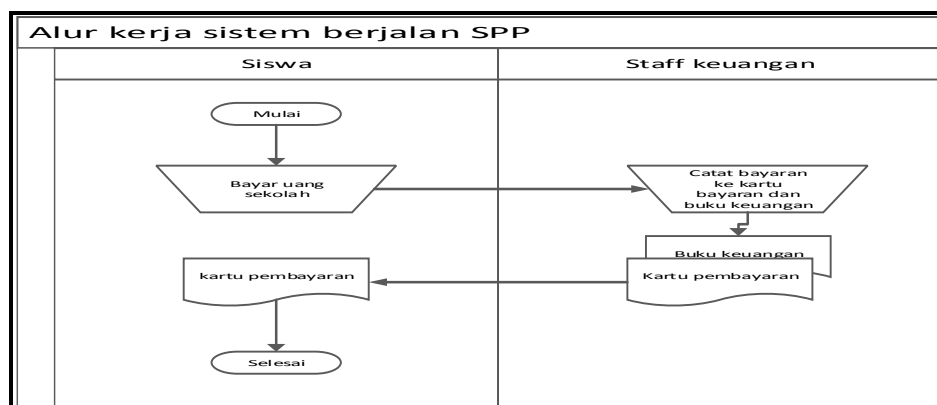 Alur kerja sistem berjalan SPP
Siswa
Staff keuangan
Mulai
Bayar uang
sekolah
Catat bayaran
ke kartu
bayaran dan
buku keuangan
Buku keuangan
Kartu pembayaran
kartu pembayaran
Selesai